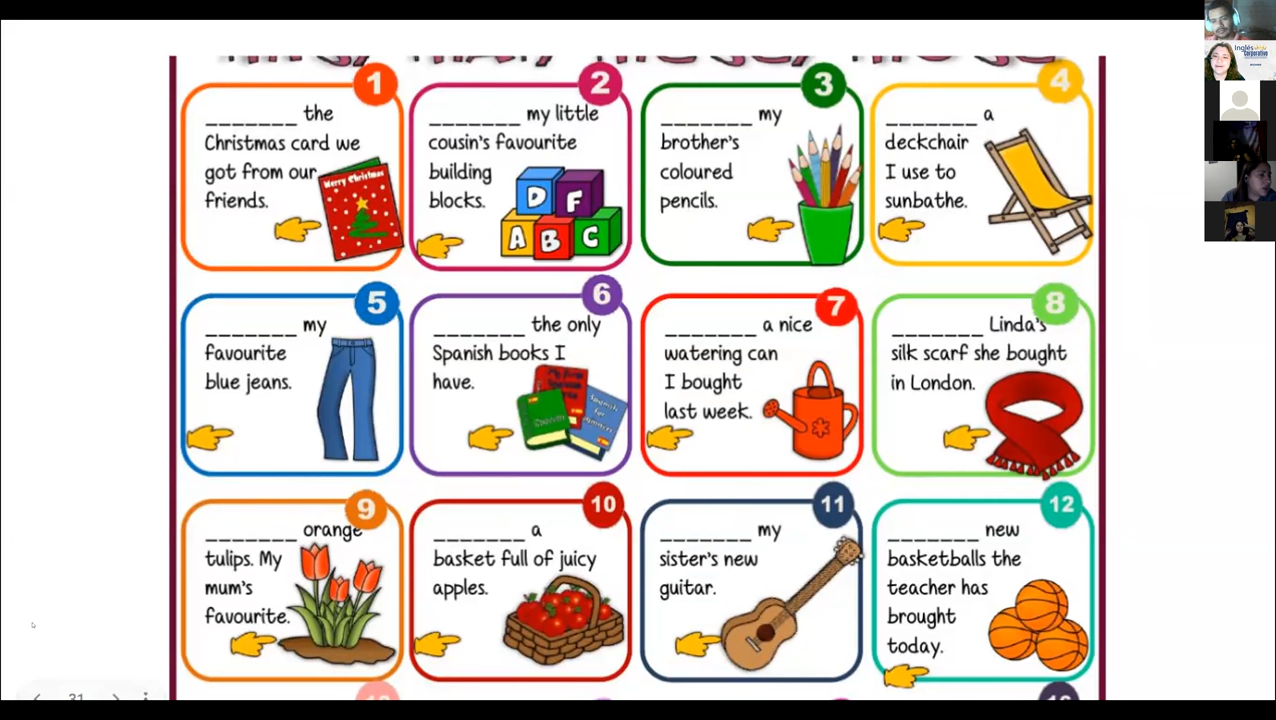 1
_______ the
Christmas card we
got from our
friends.
Merry Christmas
2
_______ my little
cousin's favourite
building
blocks.
D F
A B C
3
_______ my
brother's
coloured
pencils.
4
_______ a
deckchair
I use to
sunbathe.
5
_______ my
favourite
blue jeans.
6
_______ the only
Spanish books I
have.
7
_______ a nice
watering can
I bought
last week.
8
_______ Linda's
silk scarf she bought
in London.
9
_______ orange
tulips. My
mum's
favourite.
10
_______ a
basket full of juicy
apples.
11
_______ my
sister's new
guitar.
12
_______ new
basketballs the
teacher has
brought
today.
31
Inglés
Corporativo